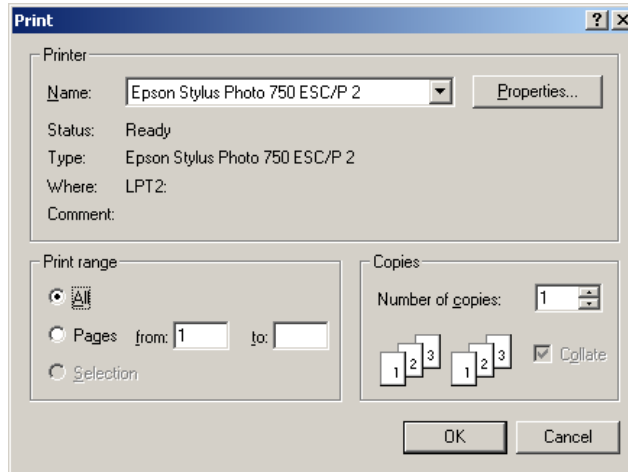 Print
Printer
Name: Epson Stylus Photo 750 ESC/P 2 Properties...
Status: Ready
Type: Epson Stylus Photo 750 ESC/P 2
Where: LPT2:
Comment:
Print range
All
Pages from: 1 to:
Selection
Copies
Number of copies: 1
1 2 3 1 2 3 Collate
OK Cancel